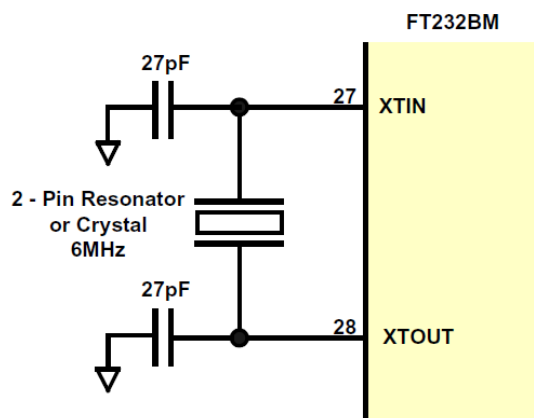 FT232BM
27pF
27
XTIN
2 - Pin Resonator
or Crystal
6MHz
27pF
28
XTOUT